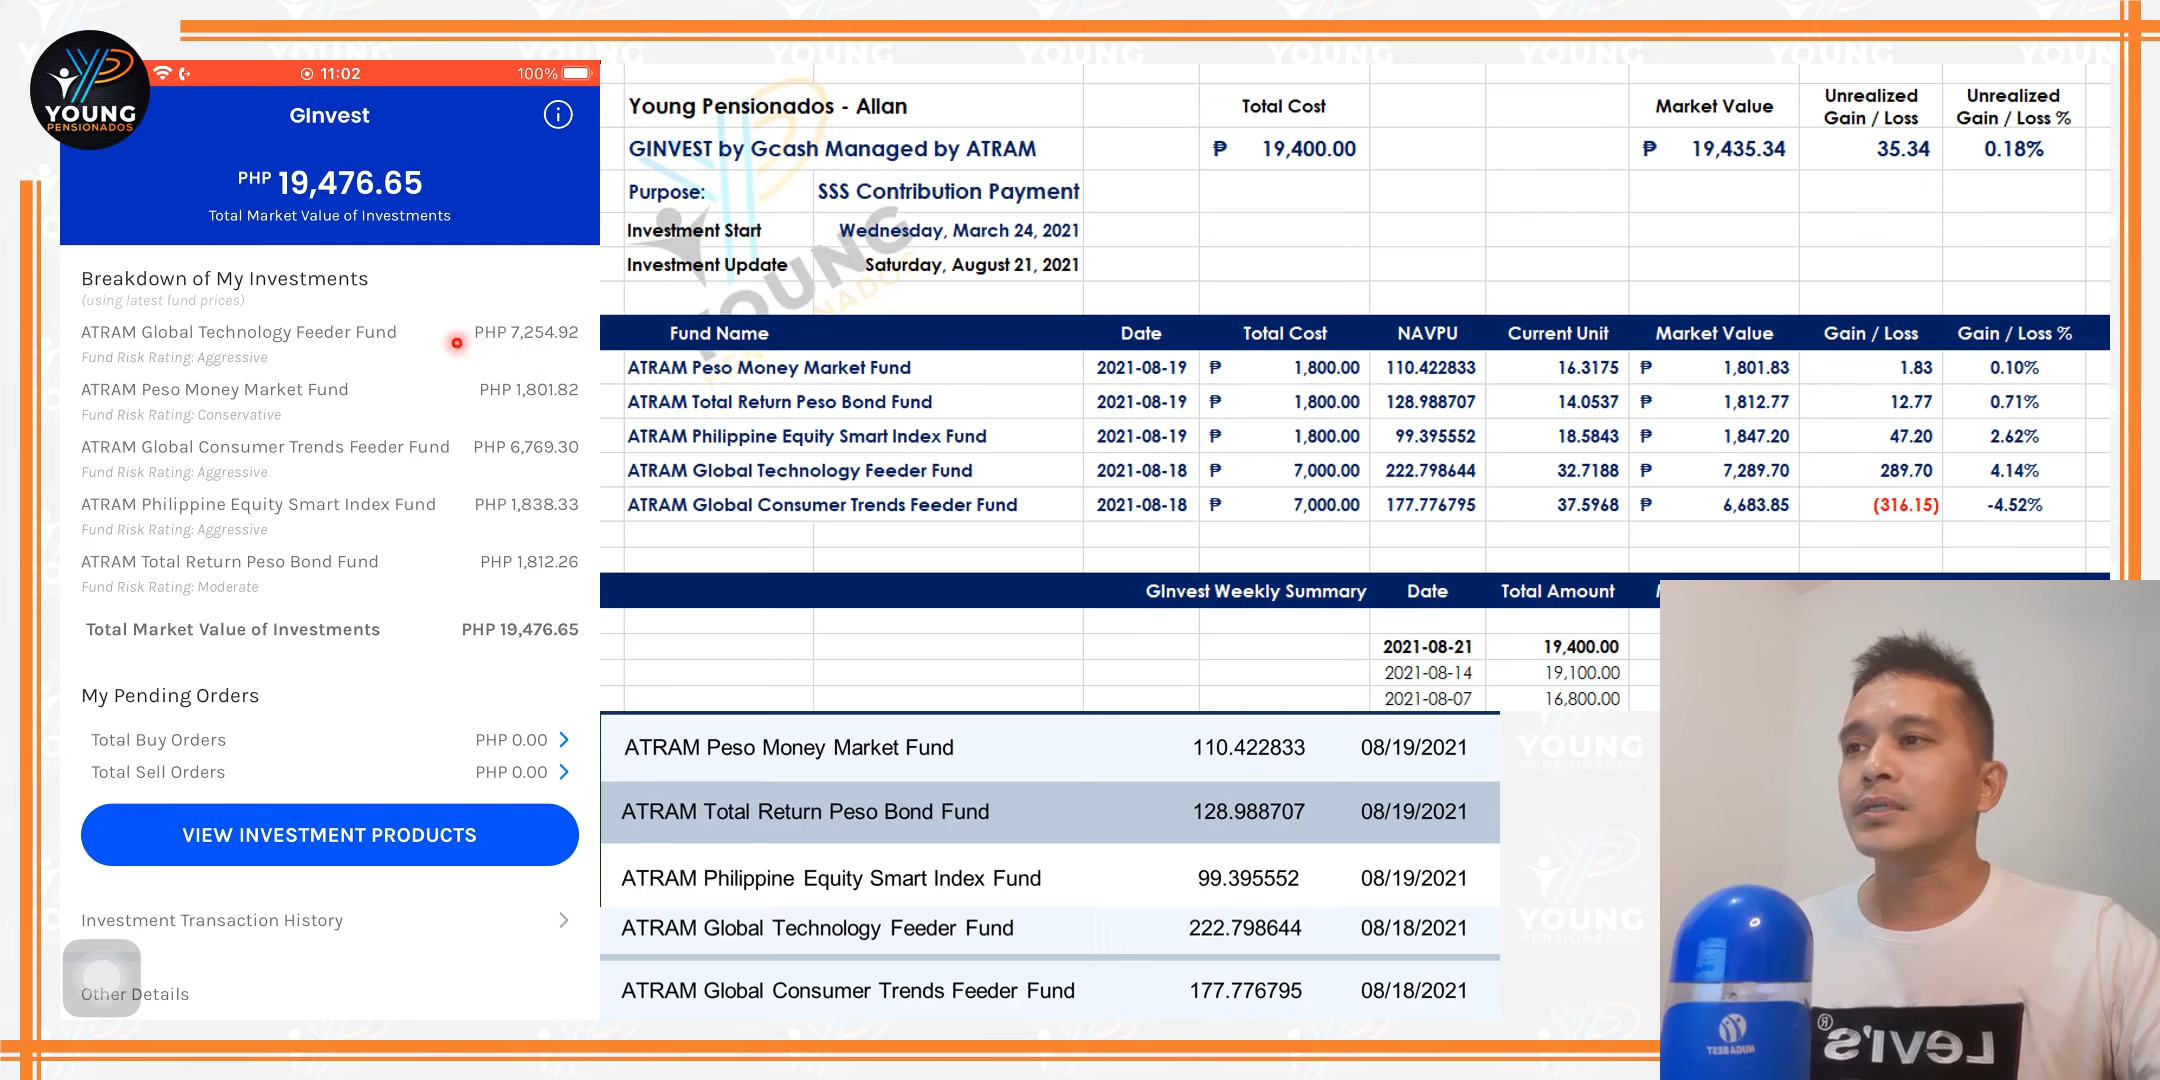 YOUNG
PENSIONADOS
11:02
100%
GInvest
PHP 19,476.65
Total Market Value of Investments
Breakdown of My Investments
(using latest fund prices)
ATRAM Global Technology Feeder Fund PHP 7,254.92
Fund Risk Rating: Aggressive
ATRAM Peso Money Market Fund PHP 1,801.82
Fund Risk Rating: Conservative
ATRAM Global Consumer Trends Feeder Fund PHP 6,769.30
Fund Risk Rating: Aggressive
ATRAM Philippine Equity Smart Index Fund PHP 1,838.33
Fund Risk Rating: Aggressive
ATRAM Total Return Peso Bond Fund PHP 1,812.26
Fund Risk Rating: Moderate
Total Market Value of Investments PHP 19,476.65
My Pending Orders
Total Buy Orders PHP 0.00
Total Sell Orders PHP 0.00
VIEW INVESTMENT PRODUCTS
Investment Transaction History
Other Details
Young Pensionados - Allan Total Cost Market Value Unrealized Gain / Loss Unrealized Gain / Loss %
GINVEST by Gcash Managed by ATRAM ₱ 19,400.00 ₱ 19,435.34 35.34 0.18%
Purpose: SSS Contribution Payment
Investment Start Wednesday, March 24, 2021
Investment Update Saturday, August 21, 2021
Fund Name Date Total Cost NAVPU Current Unit Market Value Gain / Loss Gain / Loss %
ATRAM Peso Money Market Fund 2021-08-19 ₱ 1,800.00 110.422833 16.3175 ₱ 1,801.83 1.83 0.10%
ATRAM Total Return Peso Bond Fund 2021-08-19 ₱ 1,800.00 128.988707 14.0537 ₱ 1,812.77 12.77 0.71%
ATRAM Philippine Equity Smart Index Fund 2021-08-19 ₱ 1,800.00 99.395552 18.5843 ₱ 1,847.20 47.20 2.62%
ATRAM Global Technology Feeder Fund 2021-08-18 ₱ 7,000.00 222.798644 32.7188 ₱ 7,289.70 289.70 4.14%
ATRAM Global Consumer Trends Feeder Fund 2021-08-18 ₱ 7,000.00 177.776795 37.5968 ₱ 6,683.85 (316.15) -4.52%
GInvest Weekly Summary Date Total Amount
2021-08-21 19,400.00
2021-08-14 19,100.00
2021-08-07 16,800.00
ATRAM Peso Money Market Fund 110.422833 08/19/2021
ATRAM Total Return Peso Bond Fund 128.988707 08/19/2021
ATRAM Philippine Equity Smart Index Fund 99.395552 08/19/2021
ATRAM Global Technology Feeder Fund 222.798644 08/18/2021
ATRAM Global Consumer Trends Feeder Fund 177.776795 08/18/2021
YOUNG
PENSIONADOS
YOUNG
PENSIONADOS
NUGA BEST
Levi's®